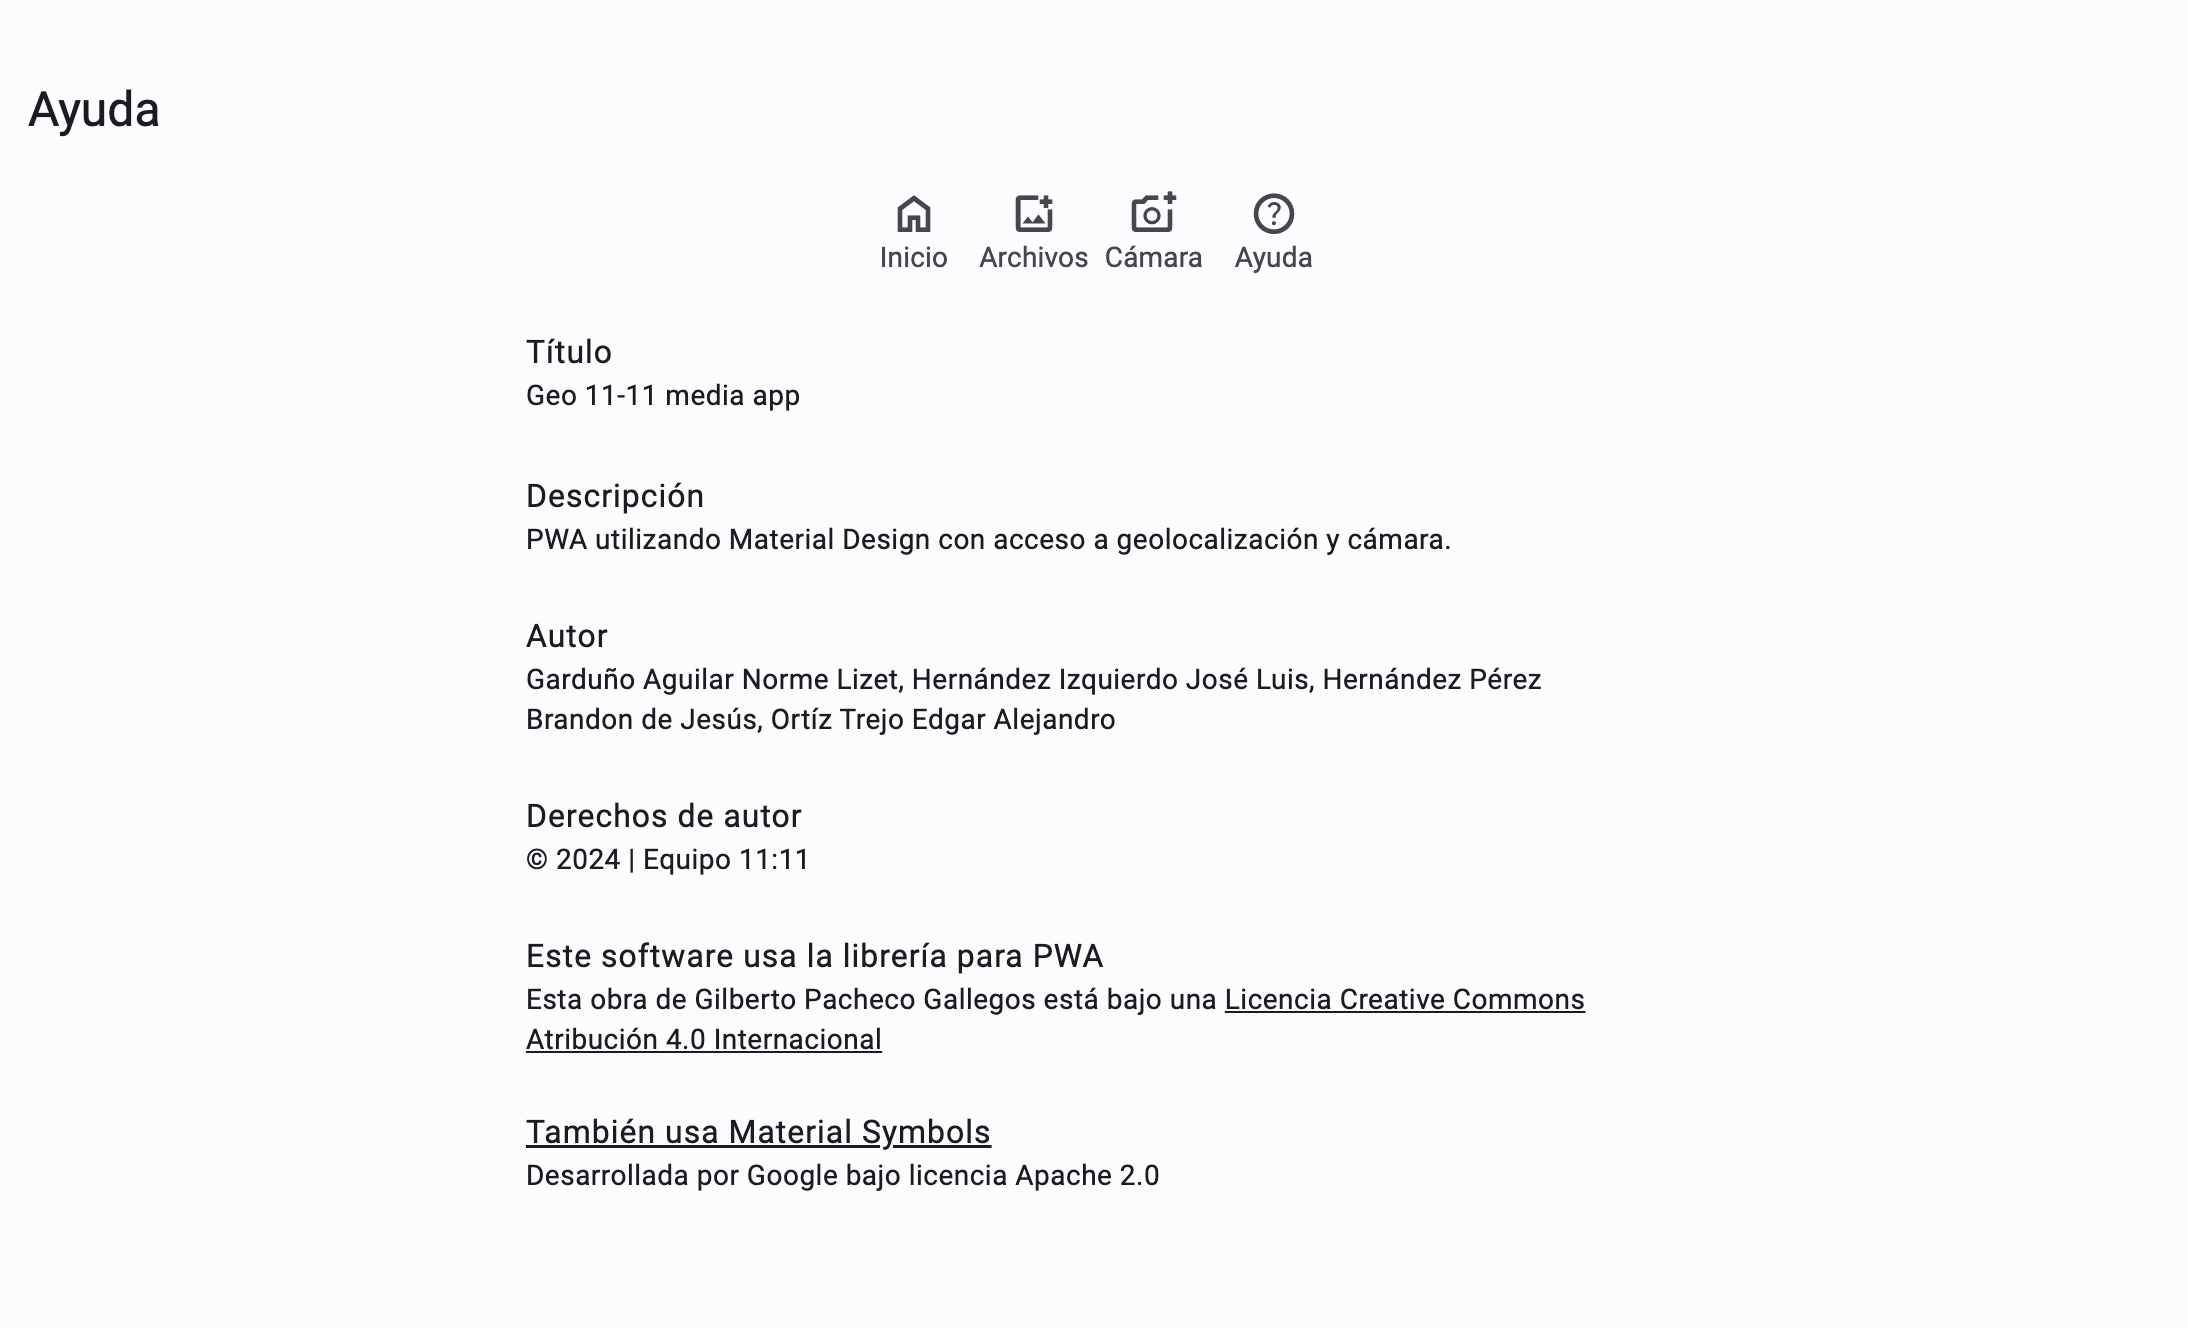 Ayuda
Inicio
Archivos
Cámara
Ayuda
Título
Geo 11-11 media app
Descripción
PWA utilizando Material Design con acceso a geolocalización y cámara.
Autor
Garduño Aguilar Norme Lizet, Hernández Izquierdo José Luis, Hernández Pérez
Brandon de Jesús, Ortíz Trejo Edgar Alejandro
Derechos de autor
© 2024 | Equipo 11:11
Este software usa la librería para PWA
Esta obra de Gilberto Pacheco Gallegos está bajo una Licencia Creative Commons
Atribución 4.0 Internacional
También usa Material Symbols
Desarrollada por Google bajo licencia Apache 2.0